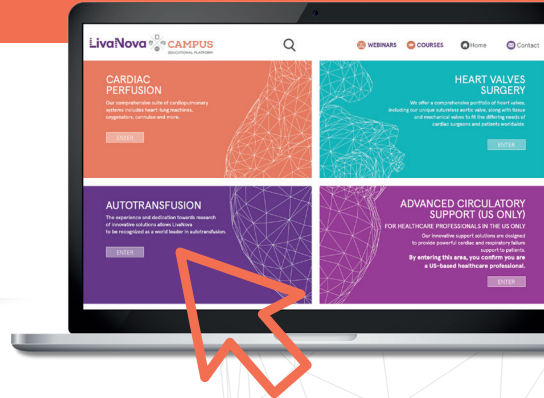 LivaNova CAMPUS
EDUCATIONAL PLATFORM
WEBINARS
COURSES
Home
Contact
CARDIAC
PERFUSION
Our comprehensive suite of cardiopulmonary
systems includes heart-lung machines,
oxygenators, cannulae and more.
ENTER
HEART VALVES
SURGERY
We offer a comprehensive portfolio of heart valves,
including our unique sutureless aortic valve, along with tissue
and mechanical valves to fit the differing needs of
cardiac surgeons and patients worldwide.
ENTER
AUTOTRANSFUSION
The experience and dedication towards research
of innovative solutions allows LivaNova
to be recognized as a world leader in autotransfusion.
ENTER
ADVANCED CIRCULATORY
SUPPORT (US ONLY)
FOR HEALTHCARE PROFESSIONALS IN THE US ONLY
Our innovative support solutions are designed
to provide powerful cardiac and respiratory failure
support to patients.
By entering this area, you confirm you are
a US-based healthcare professional.
ENTER